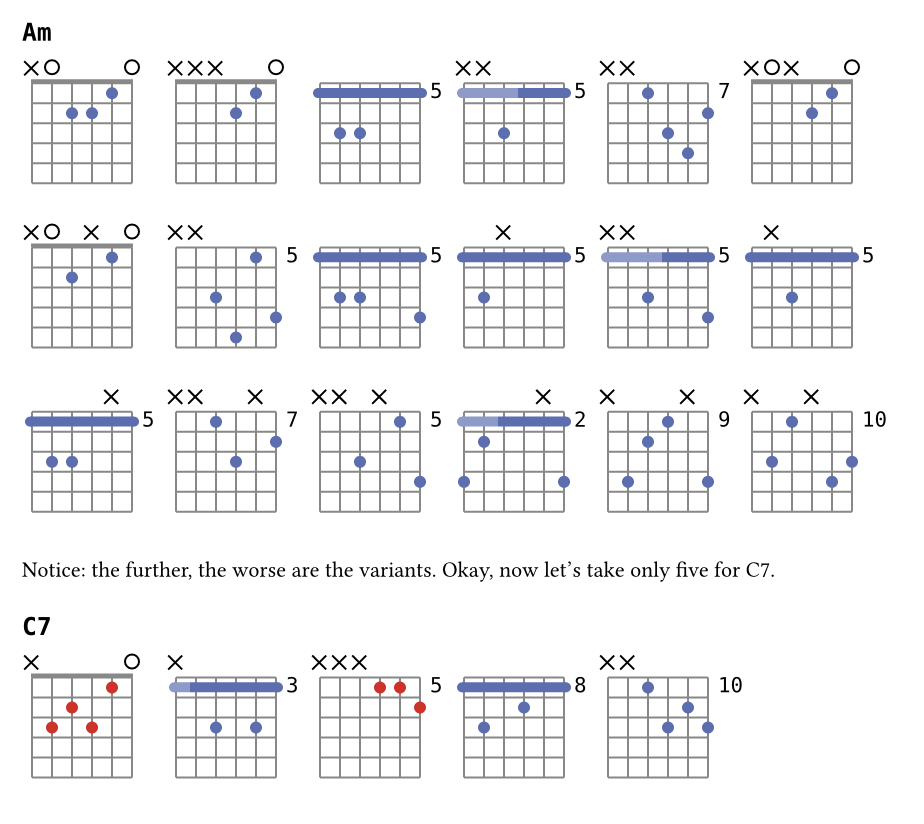 Am
5 5 7
5 5 5 5 5
5 7 5 2 9 10
Notice: the further, the worse are the variants. Okay, now let’s take only five for C7.
C7
3 5 8 10